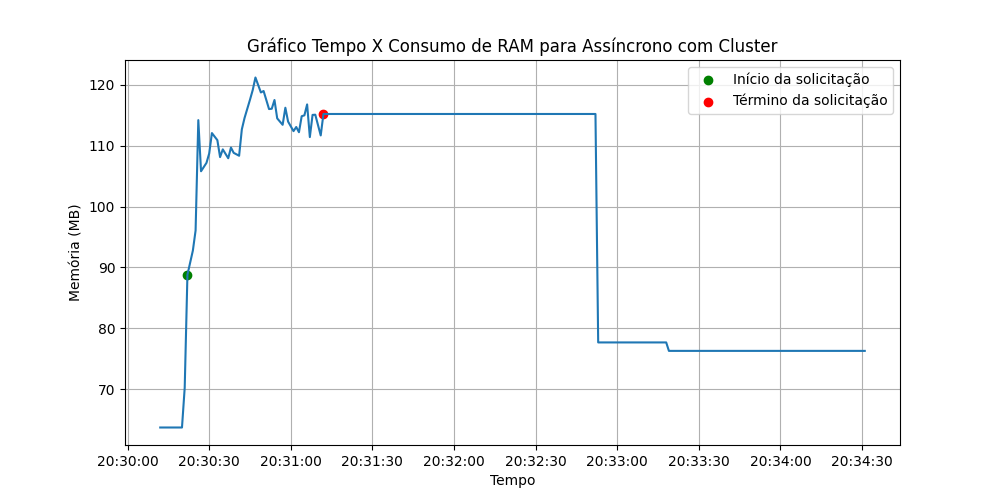 Gráfico Tempo X Consumo de RAM para Assíncrono com Cluster
Início da solicitação
Término da solicitação
Memória (MB)
120
110
100
90
80
70
20:30:00 20:30:30 20:31:00 20:31:30 20:32:00 20:32:30 20:33:00 20:33:30 20:34:00 20:34:30
Tempo